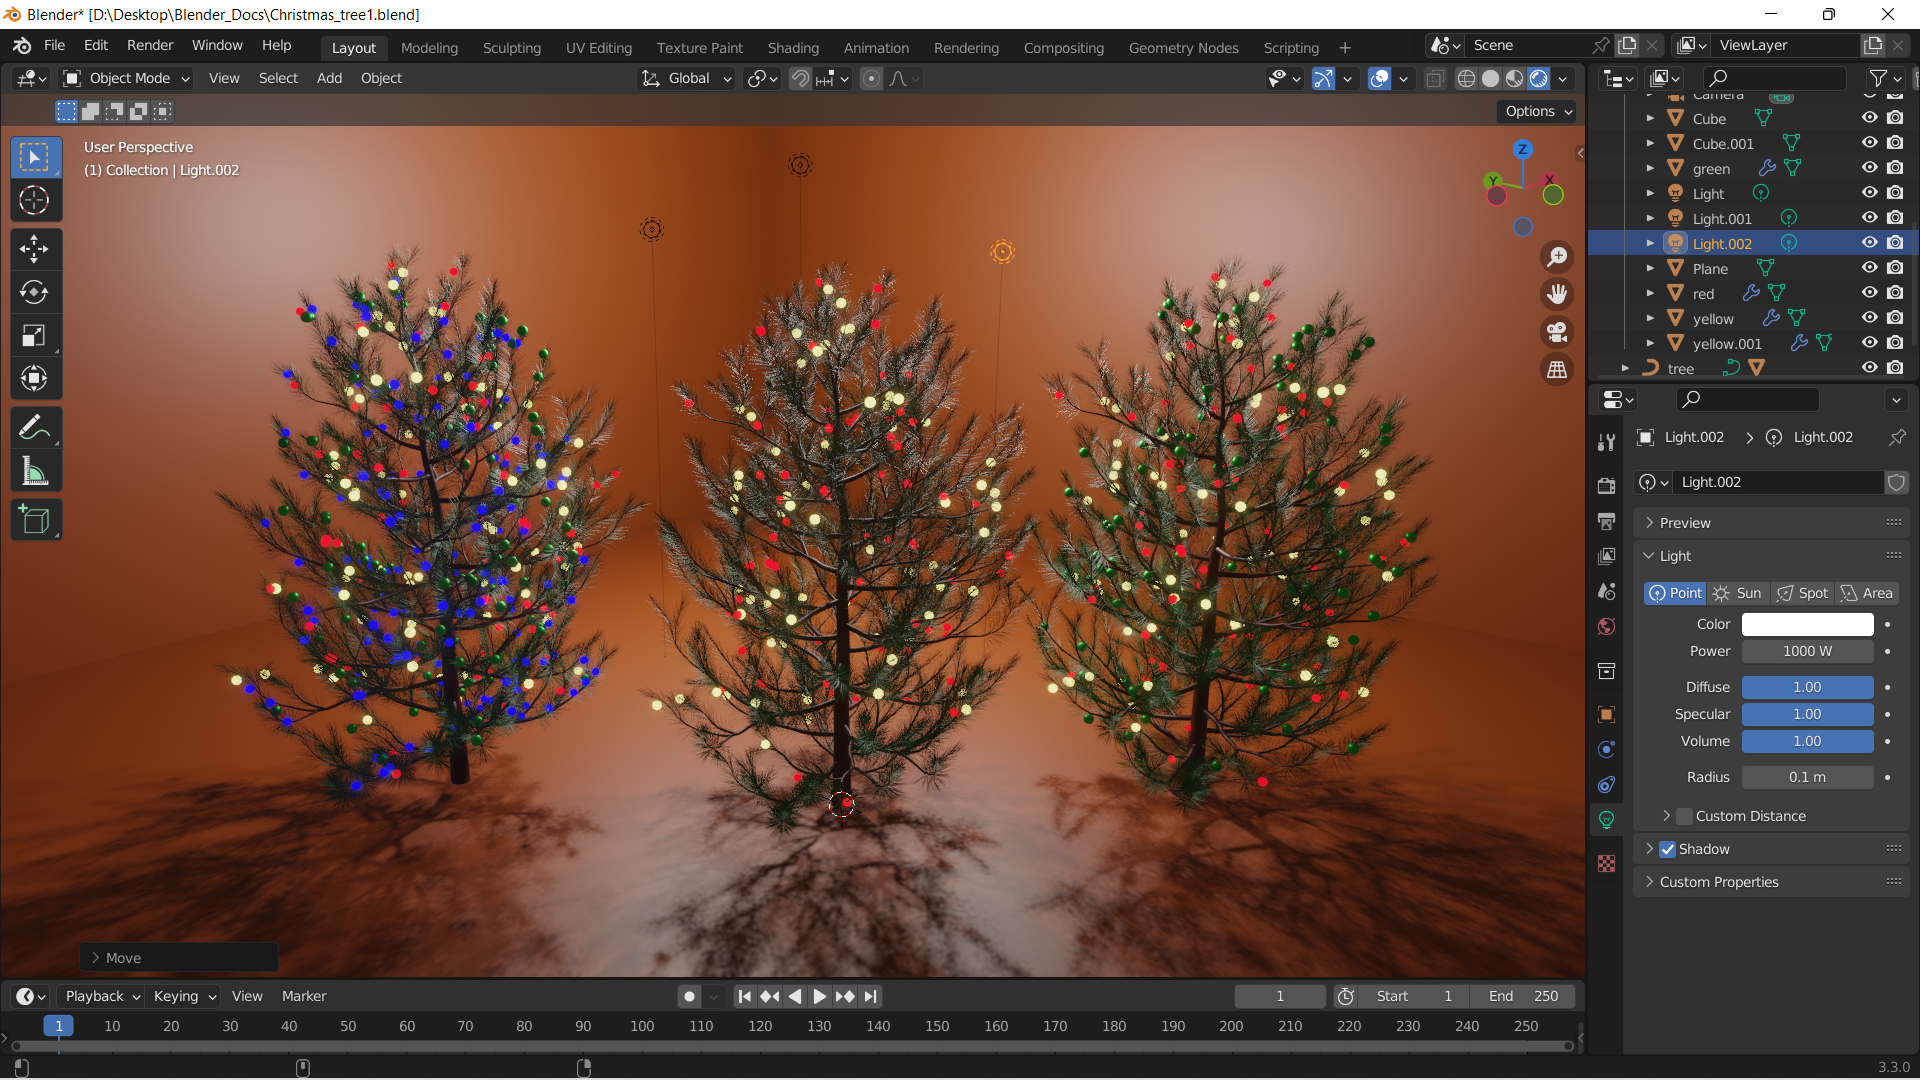 Blender* [D:\Desktop\Blender_Docs\Christmas_tree1.blend]
File Edit Render Window Help Layout Modeling Sculpting UV Editing Texture Paint Shading Animation Rendering Compositing Geometry Nodes Scripting + Scene ViewLayer
Object Mode View Select Add Object Global
Options
User Perspective
(1) Collection | Light.002
Z
Y X
Camera
Cube
Cube.001
green
Light
Light.001
Light.002
Plane
red
yellow
yellow.001
tree
Light.002 > Light.002
Light.002
Preview
Light
Point Sun Spot Area
Color
Power 1000 W
Diffuse 1.00
Specular 1.00
Volume 1.00
Radius 0.1 m
Custom Distance
Shadow
Custom Properties
Move
Playback Keying View Marker 1 Start 1 End 250
1 10 20 30 40 50 60 70 80 90 100 110 120 130 140 150 160 170 180 190 200 210 220 230 240 250
3.3.0